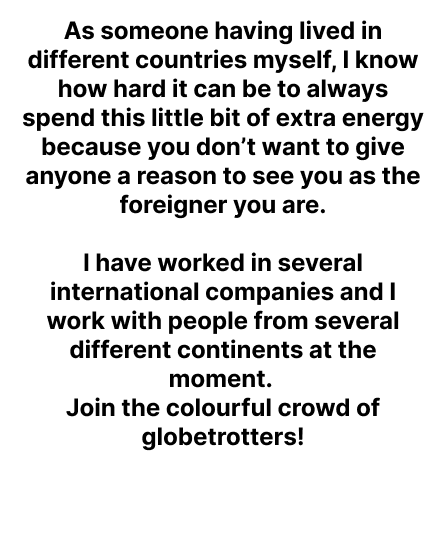 As someone having lived in
different countries myself, I know
how hard it can be to always
spend this little bit of extra energy
because you don’t want to give
anyone a reason to see you as the
foreigner you are.
I have worked in several
international companies and I
work with people from several
different continents at the
moment.
Join the colourful crowd of
globetrotters!